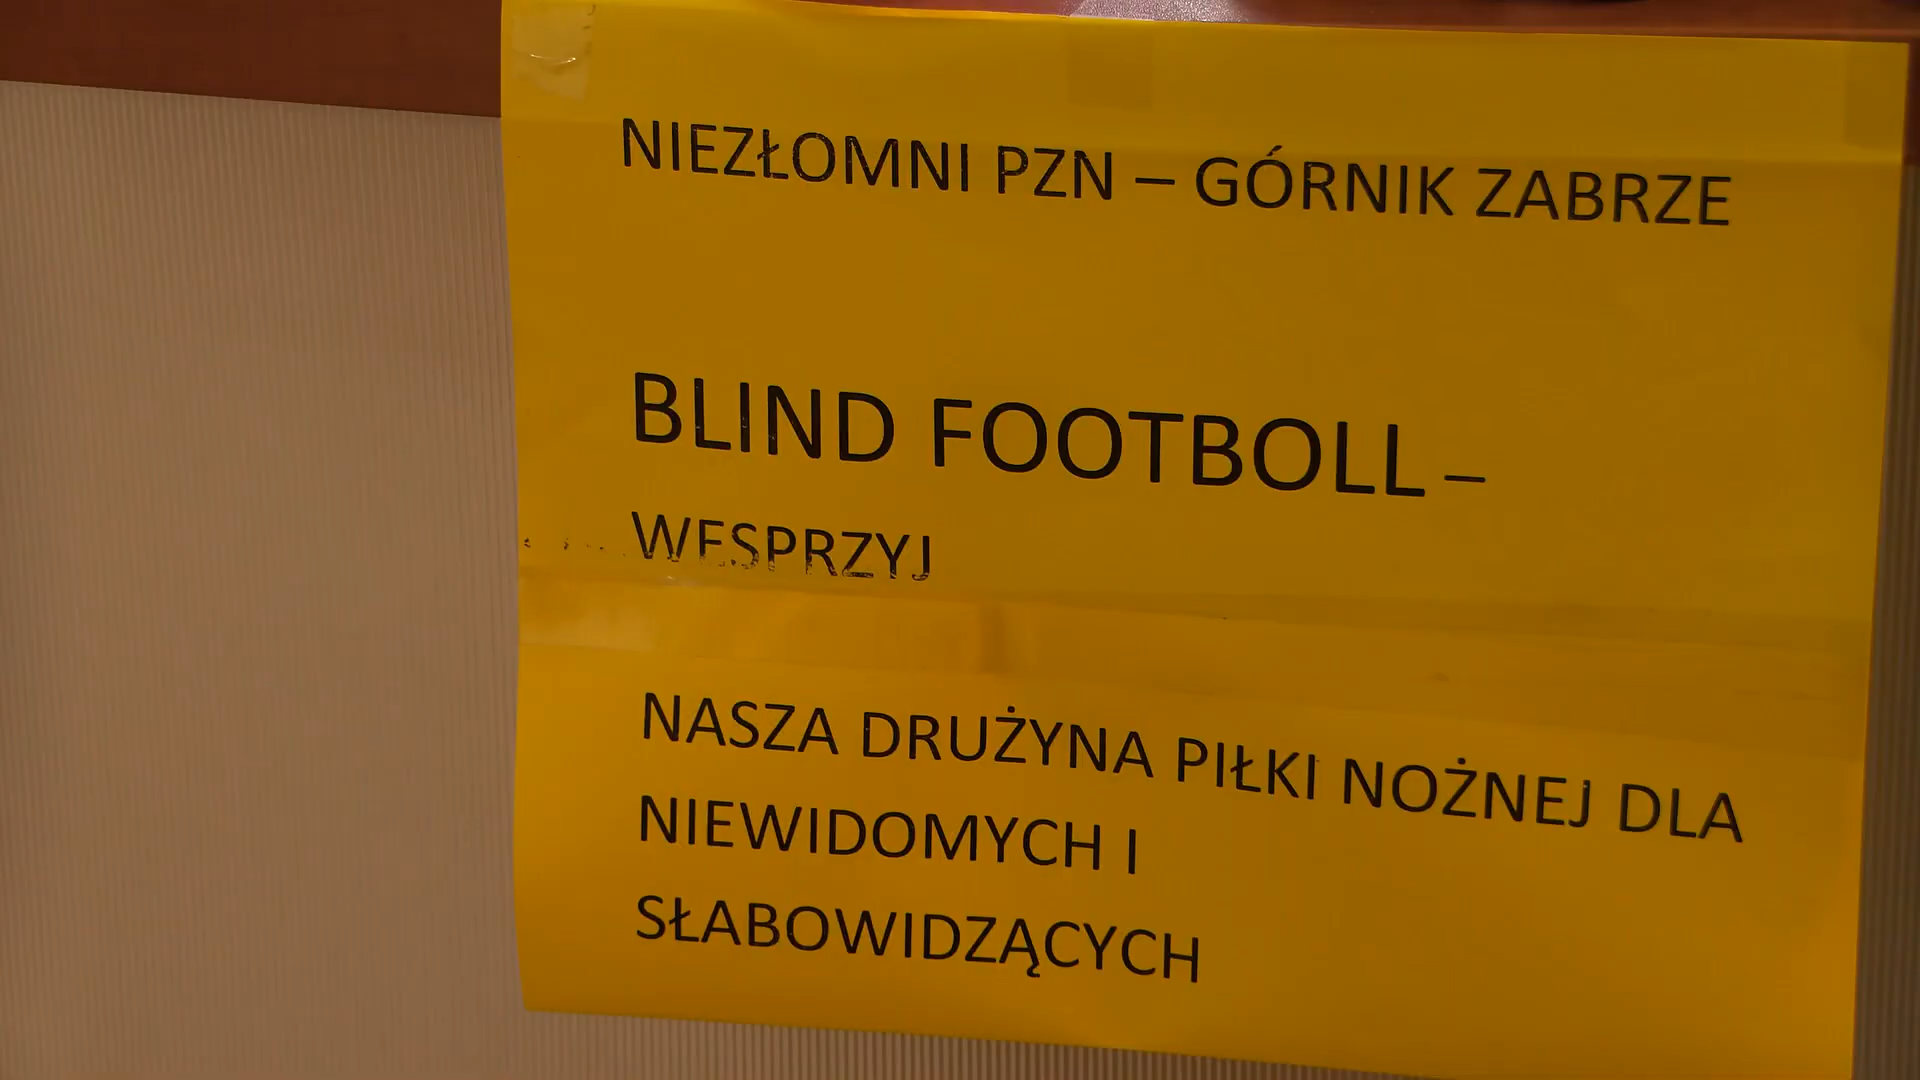 NIEZŁOMNI PZN – GÓRNIK ZABRZE
BLIND FOOTBOLL –
WESPRZYJ
NASZA DRUŻYNA PIŁKI NOŻNEJ DLA
NIEWIDOMYCH I
SŁABOWIDZĄCYCH